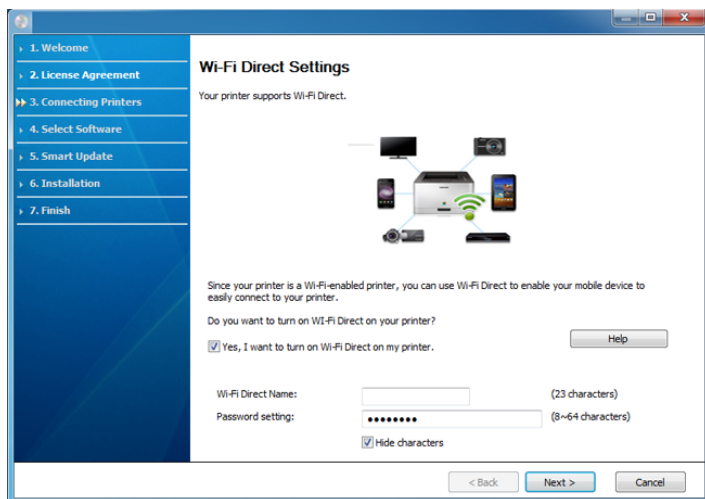 1. Welcome
2. License Agreement
3. Connecting Printers
4. Select Software
5. Smart Update
6. Installation
7. Finish
Wi-Fi Direct Settings
Your printer supports Wi-Fi Direct.
Since your printer is a Wi-Fi-enabled printer, you can use Wi-Fi Direct to enable your mobile device to
easily connect to your printer.
Do you want to turn on WI-Fi Direct on your printer?
Yes, I want to turn on Wi-Fi Direct on my printer.
Help
Wi-Fi Direct Name: (23 characters)
Password setting: ●●●●●●●● (8~64 characters)
Hide characters
< Back Next > Cancel